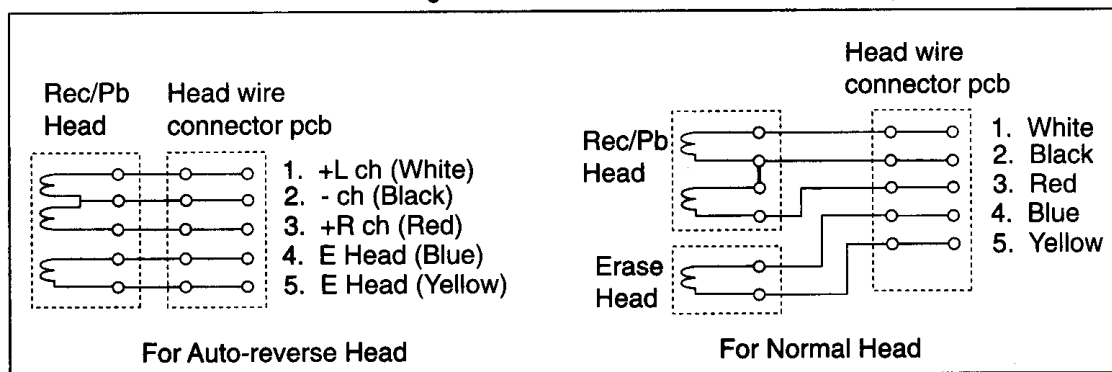 Rec/Pb
Head
Head wire
connector pcb
1. +L ch (White)
2. - ch (Black)
3. +R ch (Red)
4. E Head (Blue)
5. E Head (Yellow)
For Auto-reverse Head
Head wire
connector pcb
Rec/Pb
Head
1. White
2. Black
3. Red
4. Blue
5. Yellow
Erase
Head
For Normal Head